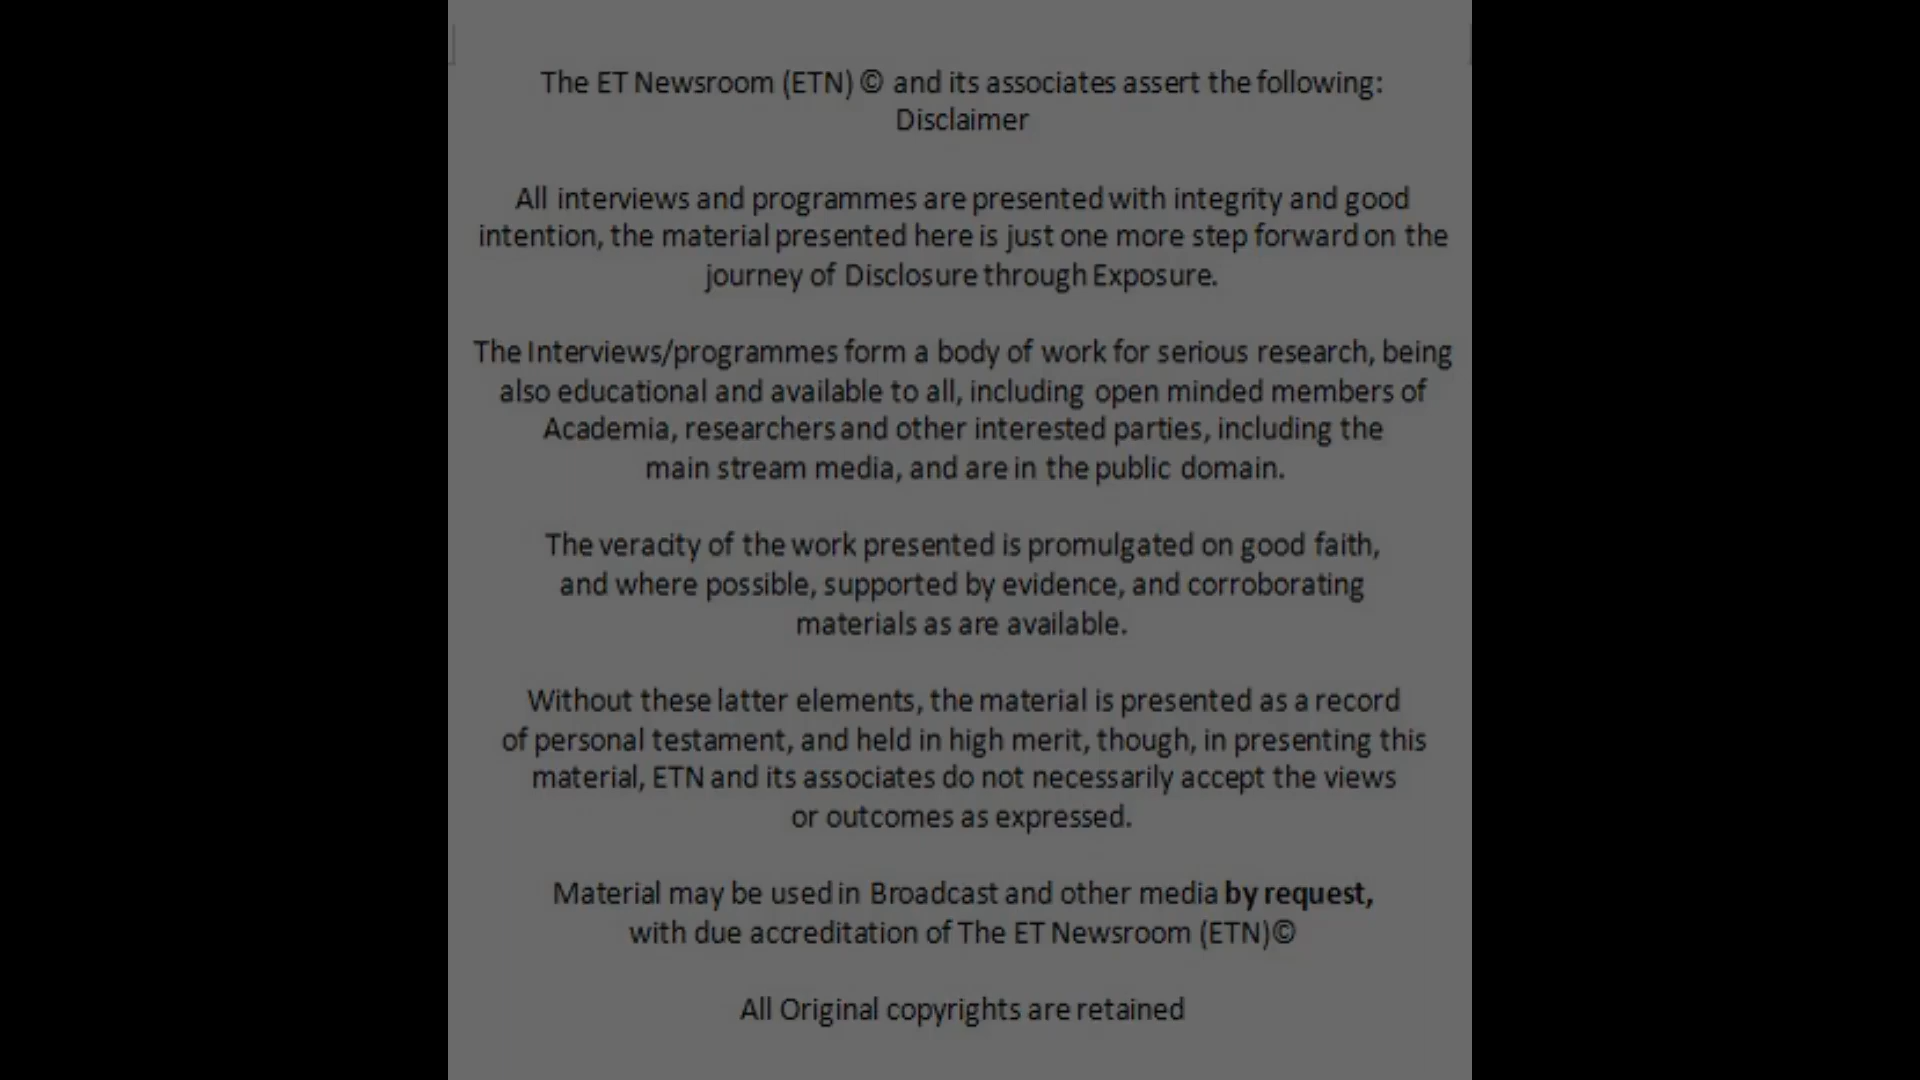 The ET Newsroom (ETN) © and its associates assert the following:
Disclaimer
All interviews and programmes are presented with integrity and good
intention, the material presented here is just one more step forward on the
journey of Disclosure through Exposure.
The Interviews/programmes form a body of work for serious research, being
also educational and available to all, including open minded members of
Academia, researchers and other interested parties, including the
main stream media, and are in the public domain.
The veracity of the work presented is promulgated on good faith,
and where possible, supported by evidence, and corroborating
materials as are available.
Without these latter elements, the material is presented as a record
of personal testament, and held in high merit, though, in presenting this
material, ETN and its associates do not necessarily accept the views
or outcomes as expressed.
Material may be used in Broadcast and other media by request,
with due accreditation of The ET Newsroom (ETN)©
All Original copyrights are retained